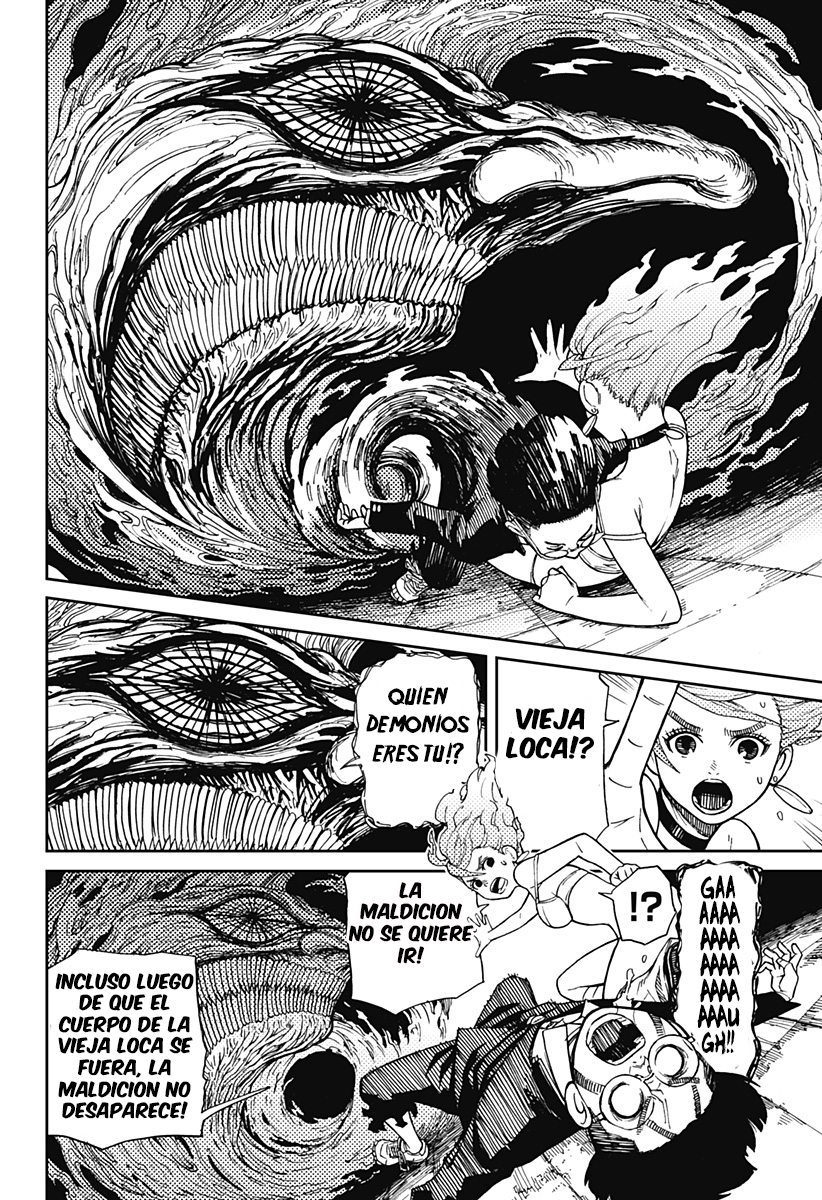 VIEJA
LOCA!?
QUIEN
DEMONIOS
ERES TU!?
GAA
AAAA
AAAA
AAAA
AAAA
AAAU
GH!!
!?
LA
MALDICION
NO SE QUIERE
IR!
INCLUSO LUEGO
DE QUE EL
CUERPO DE LA
VIEJA LOCA SE
FUERA, LA
MALDICION NO
DESAPARECE!